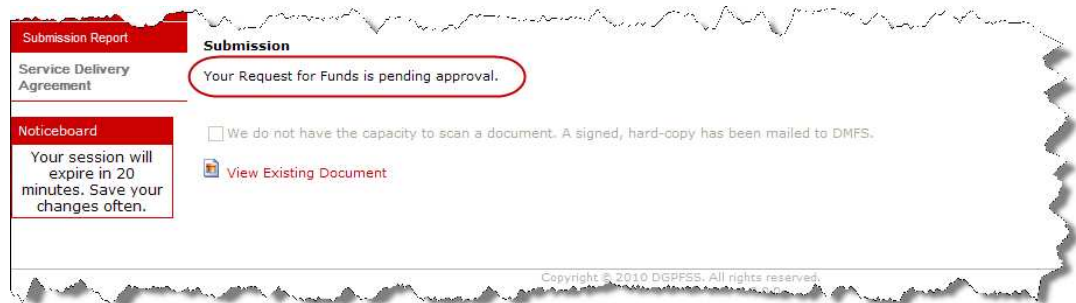 Submission Report
Service Delivery
Agreement
Noticeboard
Your session will
expire in 20
minutes. Save your
changes often.
Submission
Your Request for Funds is pending approval.
We do not have the capacity to scan a document. A signed, hard-copy has been mailed to DMFS.
View Existing Document
Copyright © 2010 DGPFSS. All rights reserved.